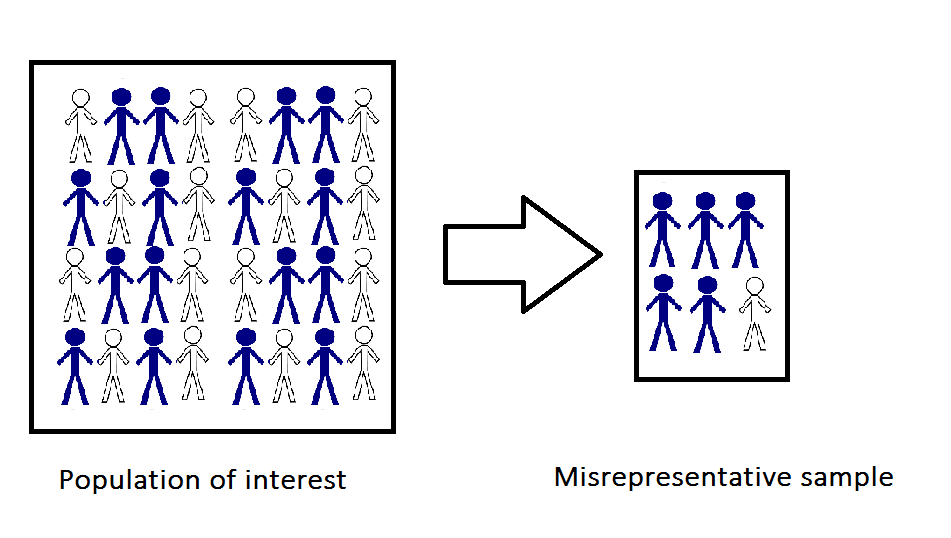 Population of interest
Misrepresentative sample